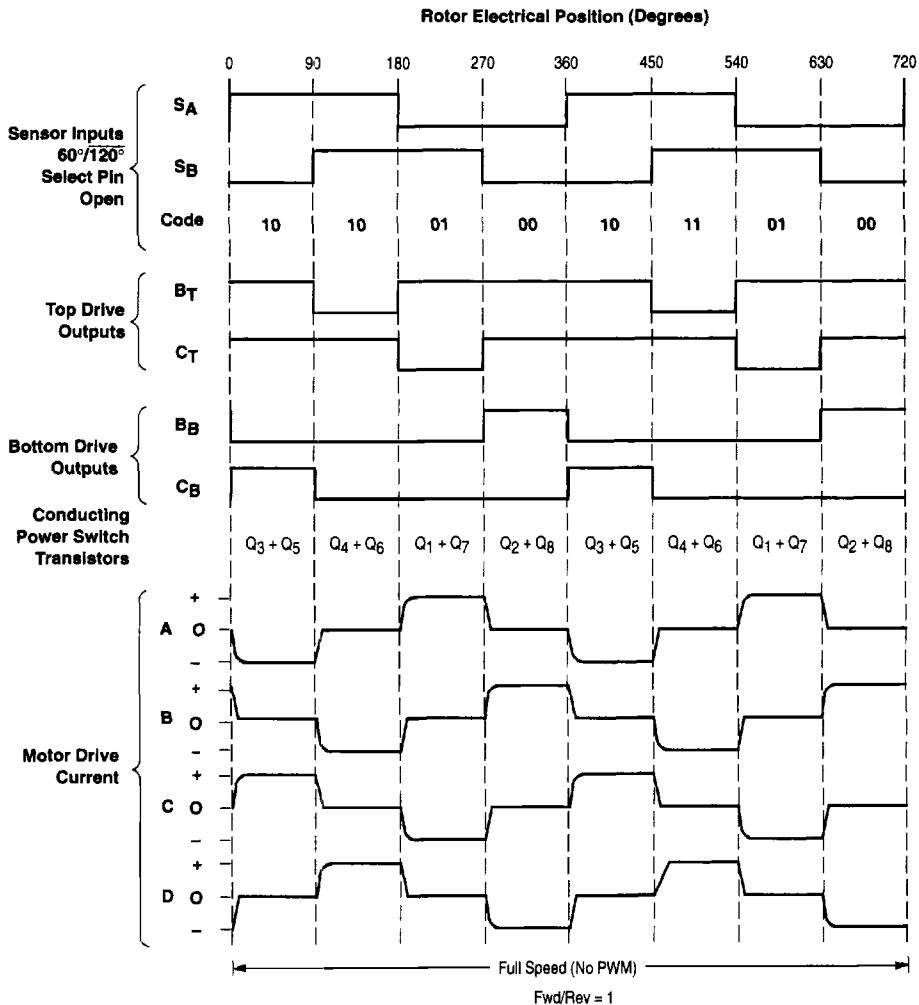 Rotor Electrical Position (Degrees)
0 90 180 270 360 450 540 630 720
Sensor Inputs
60°/120°
Select Pin
Open
SA
SB
Code 10 10 01 00 10 11 01 00
Top Drive
Outputs
BT
CT
Bottom Drive
Outputs
BB
CB
Conducting
Power Switch
Transistors
Q3 + Q5 Q4 + Q6 Q1 + Q7 Q2 + Q8 Q3 + Q5 Q4 + Q6 Q1 + Q7 Q2 + Q8
Motor Drive
Current
+
A O
–
+
B O
–
+
C O
–
+
D O
–
Full Speed (No PWM)
Fwd/Rev = 1